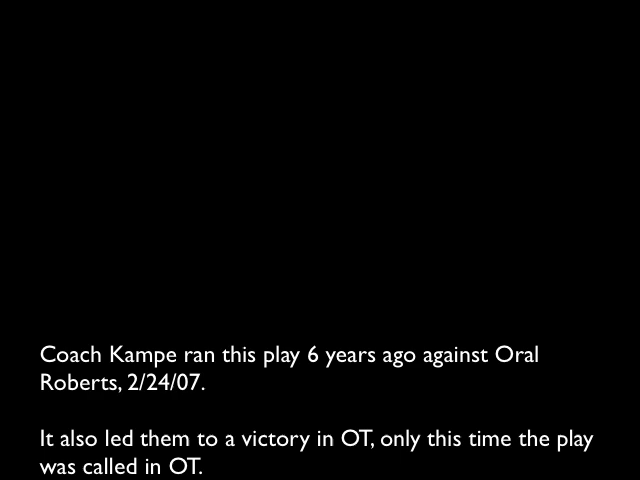 Coach Kampe ran this play 6 years ago against Oral
Roberts, 2/24/07.
It also led them to a victory in OT, only this time the play
was called in OT.